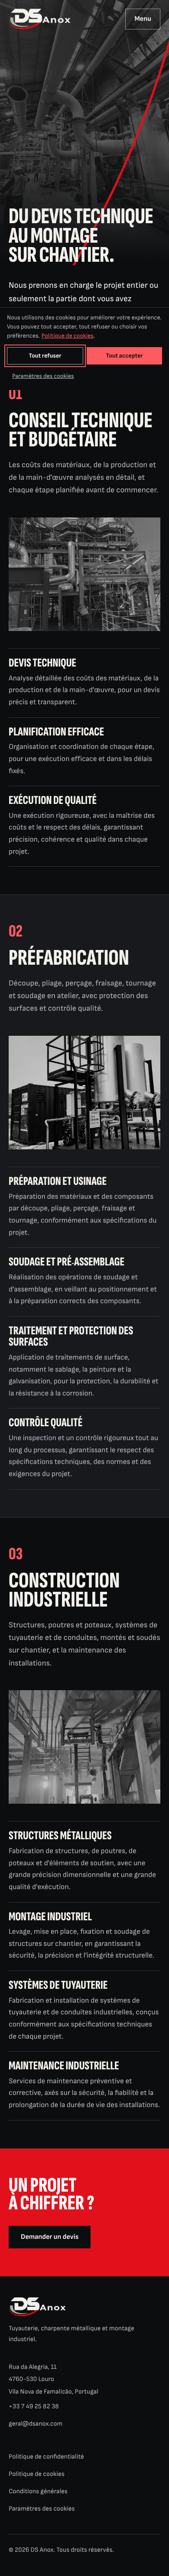 DS Anox
Menu
DU DEVIS TECHNIQUE
AU MONTAGE
SUR CHANTIER.
Nous prenons en charge le projet entier ou
seulement la partie dont vous avez
Nous utilisons des cookies pour améliorer votre expérience.
Vous pouvez tout accepter, tout refuser ou choisir vos
préférences. Politique de cookies.
Tout refuser
Tout accepter
Paramètres des cookies
01
CONSEIL TECHNIQUE
ET BUDGÉTAIRE
Les coûts des matériaux, de la production et
de la main-d'œuvre analysés en détail, et
chaque étape planifiée avant de commencer.
DEVIS TECHNIQUE
Analyse détaillée des coûts des matériaux, de la
production et de la main-d'œuvre, pour un devis
précis et transparent.
PLANIFICATION EFFICACE
Organisation et coordination de chaque étape,
pour une exécution efficace et dans les délais
fixés.
EXÉCUTION DE QUALITÉ
Une exécution rigoureuse, avec la maîtrise des
coûts et le respect des délais, garantissant
précision, cohérence et qualité dans chaque
projet.
02
PRÉFABRICATION
Découpe, pliage, perçage, fraisage, tournage
et soudage en atelier, avec protection des
surfaces et contrôle qualité.
PRÉPARATION ET USINAGE
Préparation des matériaux et des composants
par découpe, pliage, perçage, fraisage et
tournage, conformément aux spécifications du
projet.
SOUDAGE ET PRÉ-ASSEMBLAGE
Réalisation des opérations de soudage et
d'assemblage, en veillant au positionnement et
à la préparation corrects des composants.
TRAITEMENT ET PROTECTION DES
SURFACES
Application de traitements de surface,
notamment le sablage, la peinture et la
galvanisation, pour la protection, la durabilité et
la résistance à la corrosion.
CONTRÔLE QUALITÉ
Une inspection et un contrôle rigoureux tout au
long du processus, garantissant le respect des
spécifications techniques, des normes et des
exigences du projet.
03
CONSTRUCTION
INDUSTRIELLE
Structures, poutres et poteaux, systèmes de
tuyauterie et de conduites, montés et soudés
sur chantier, et la maintenance des
installations.
STRUCTURES MÉTALLIQUES
Fabrication de structures, de poutres, de
poteaux et d'éléments de soutien, avec une
grande précision dimensionnelle et une grande
qualité d'exécution.
MONTAGE INDUSTRIEL
Levage, mise en place, fixation et soudage de
structures sur chantier, en garantissant la
sécurité, la précision et l'intégrité structurelle.
SYSTÈMES DE TUYAUTERIE
Fabrication et installation de systèmes de
tuyauterie et de conduites industrielles, conçus
conformément aux spécifications techniques
de chaque projet.
MAINTENANCE INDUSTRIELLE
Services de maintenance préventive et
corrective, axés sur la sécurité, la fiabilité et la
prolongation de la durée de vie des installations.
UN PROJET
À CHIFFRER ?
Demander un devis
DS Anox
Tuyauterie, charpente métallique et montage
industriel.
Rua da Alegria, 11
4760-530 Louro
Vila Nova de Famalicão, Portugal
+33 7 49 25 82 38
geral@dsanox.com
Politique de confidentialité
Politique de cookies
Conditions générales
Paramètres des cookies
© 2026 DS Anox. Tous droits réservés.